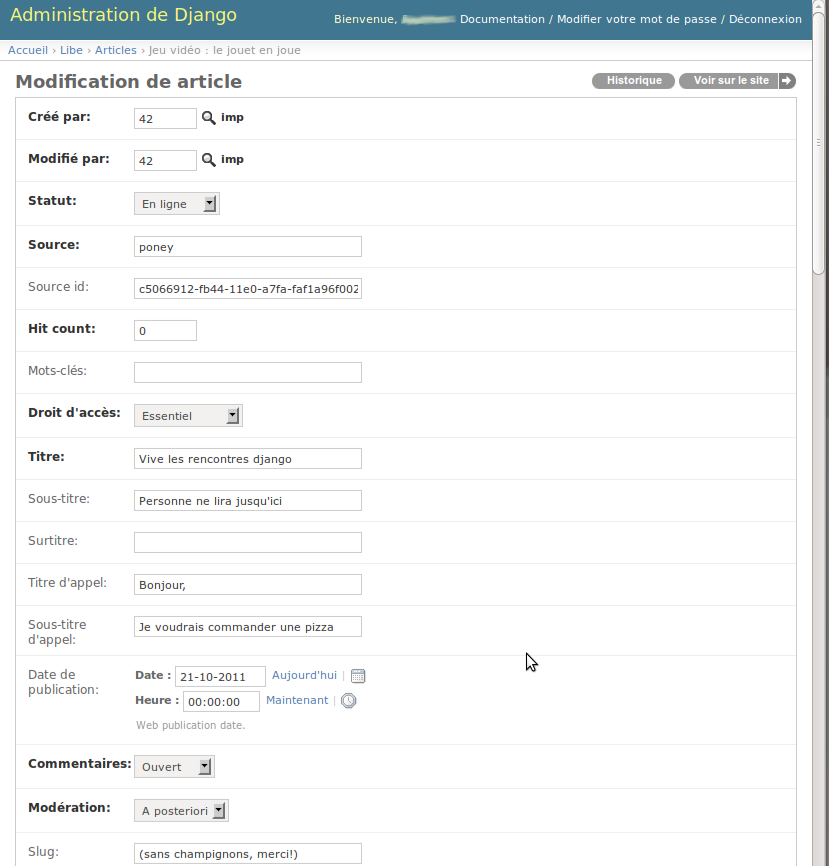 Administration de Django
Bienvenue, Documentation / Modifier votre mot de passe / Déconnexion
Accueil › Libe › Articles › Jeu vidéo : le jouet en joue
Modification de article
Historique Voir sur le site
Créé par: 42 imp
Modifié par: 42 imp
Statut: En ligne
Source: poney
Source id: c5066912-fb44-11e0-a7fa-faf1a96f002
Hit count: 0
Mots-clés:
Droit d'accès: Essentiel
Titre: Vive les rencontres django
Sous-titre: Personne ne lira jusqu'ici
Surtitre:
Titre d'appel: Bonjour,
Sous-titre
d'appel: Je voudrais commander une pizza
Date de
publication:
Date : 21-10-2011 Aujourd'hui |
Heure : 00:00:00 Maintenant |
Web publication date.
Commentaires: Ouvert
Modération: A posteriori
Slug: (sans champignons, merci!)